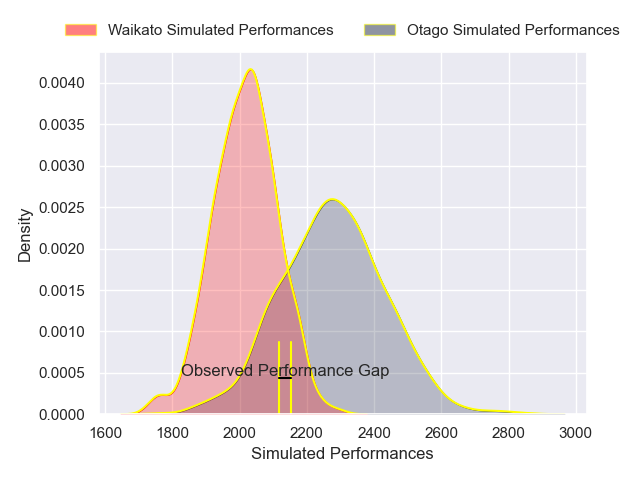 Waikato Simulated Performances Otago Simulated Performances
0.0040
0.0035
0.0030
0.0025
0.0020
0.0015
0.0010
0.0005
0.0000
Density
Observed Performance Gap
1600 1800 2000 2200 2400 2600 2800 3000
Simulated Performances